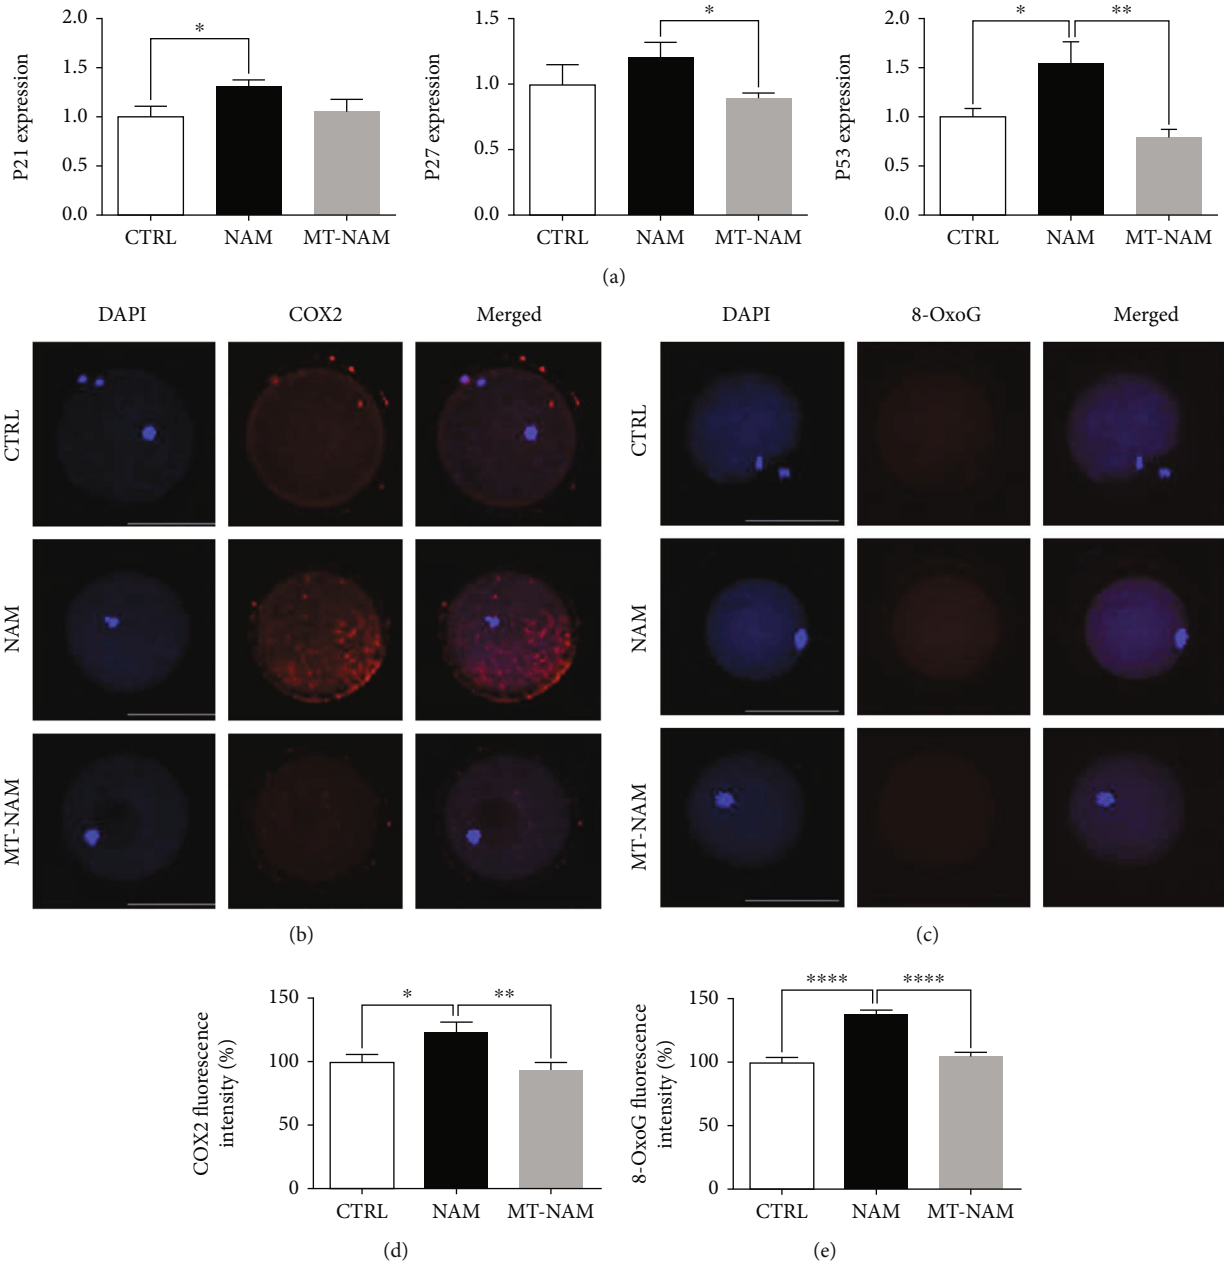 2.0
1.5
1.0
0.5
0.0
P21 expression
*
CTRL NAM MT-NAM
1.5
1.0
0.5
0.0
P27 expression
*
CTRL NAM MT-NAM
2.0
1.5
1.0
0.5
0.0
P53 expression
* **
CTRL NAM MT-NAM
(a)
DAPI COX2 Merged
CTRL
NAM
MT-NAM
(b)
DAPI 8-OxoG Merged
CTRL
NAM
MT-NAM
(c)
COX2 fluorescence
intensity (%)
150
100
50
0
* **
CTRL NAM MT-NAM
(d)
8-OxoG fluorescence
intensity (%)
150
100
50
0
**** ****
CTRL NAM MT-NAM
(e)